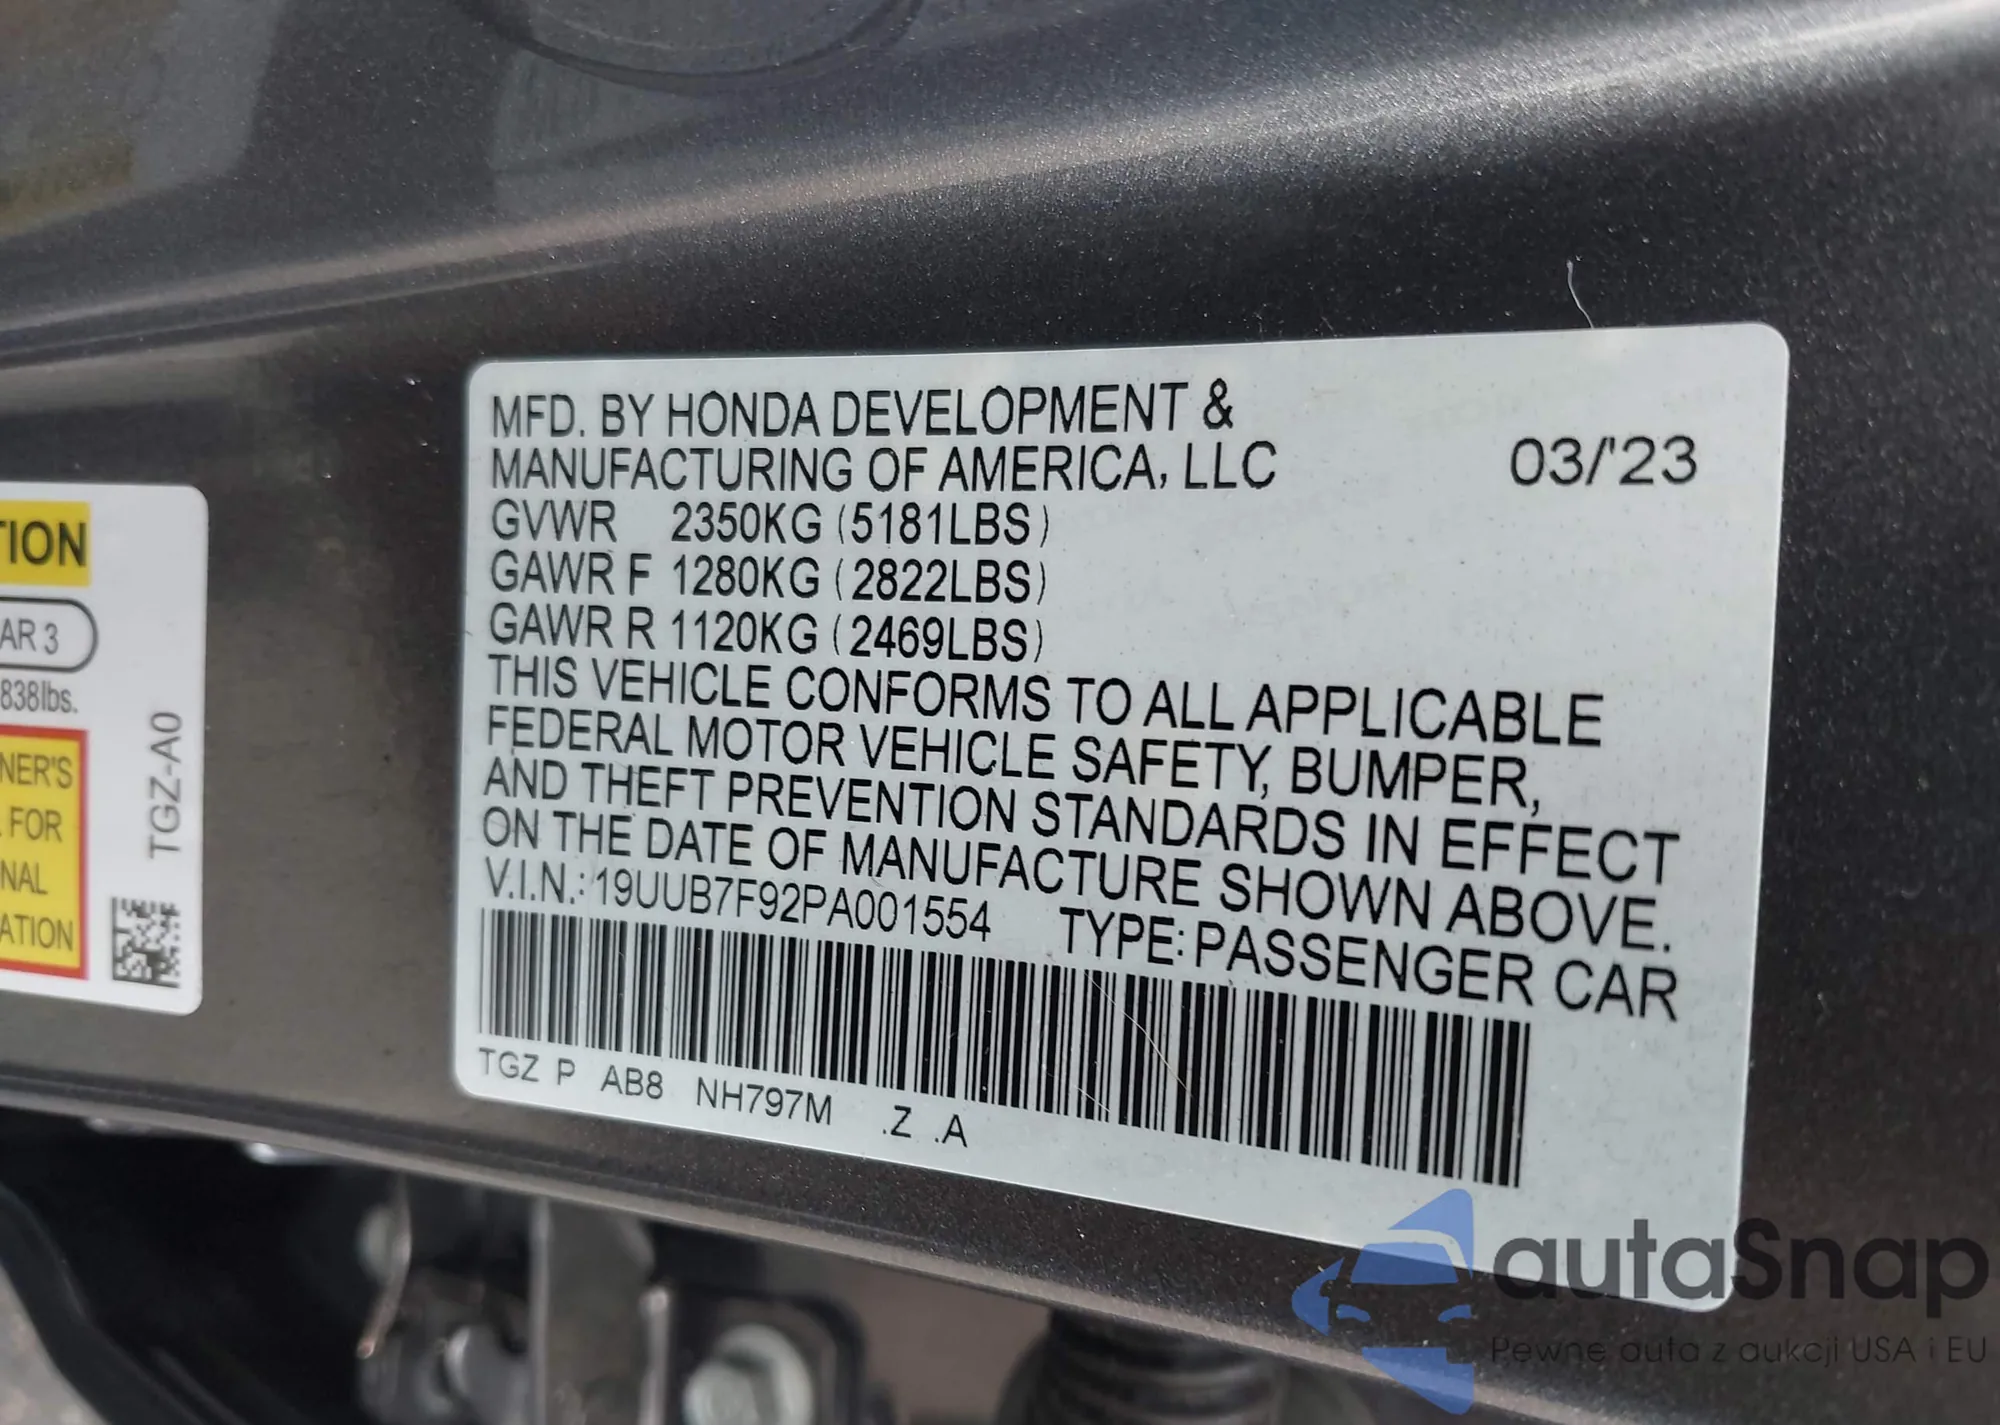 MFD. BY HONDA DEVELOPMENT &
MANUFACTURING OF AMERICA, LLC 03/'23
GVWR 2350KG (5181LBS)
GAWR F 1280KG (2822LBS)
GAWR R 1120KG (2469LBS)
THIS VEHICLE CONFORMS TO ALL APPLICABLE
FEDERAL MOTOR VEHICLE SAFETY, BUMPER,
AND THEFT PREVENTION STANDARDS IN EFFECT
ON THE DATE OF MANUFACTURE SHOWN ABOVE.
V.I.N.: 19UUB7F92PA001554 TYPE: PASSENGER CAR
TGZ P AB8 NH797M .Z .A
TION
AR 3
838lbs.
NER'S
FOR
NAL
ATION
TGZ-A0
autaSnap
Pewne auta z aukcji USA i EU